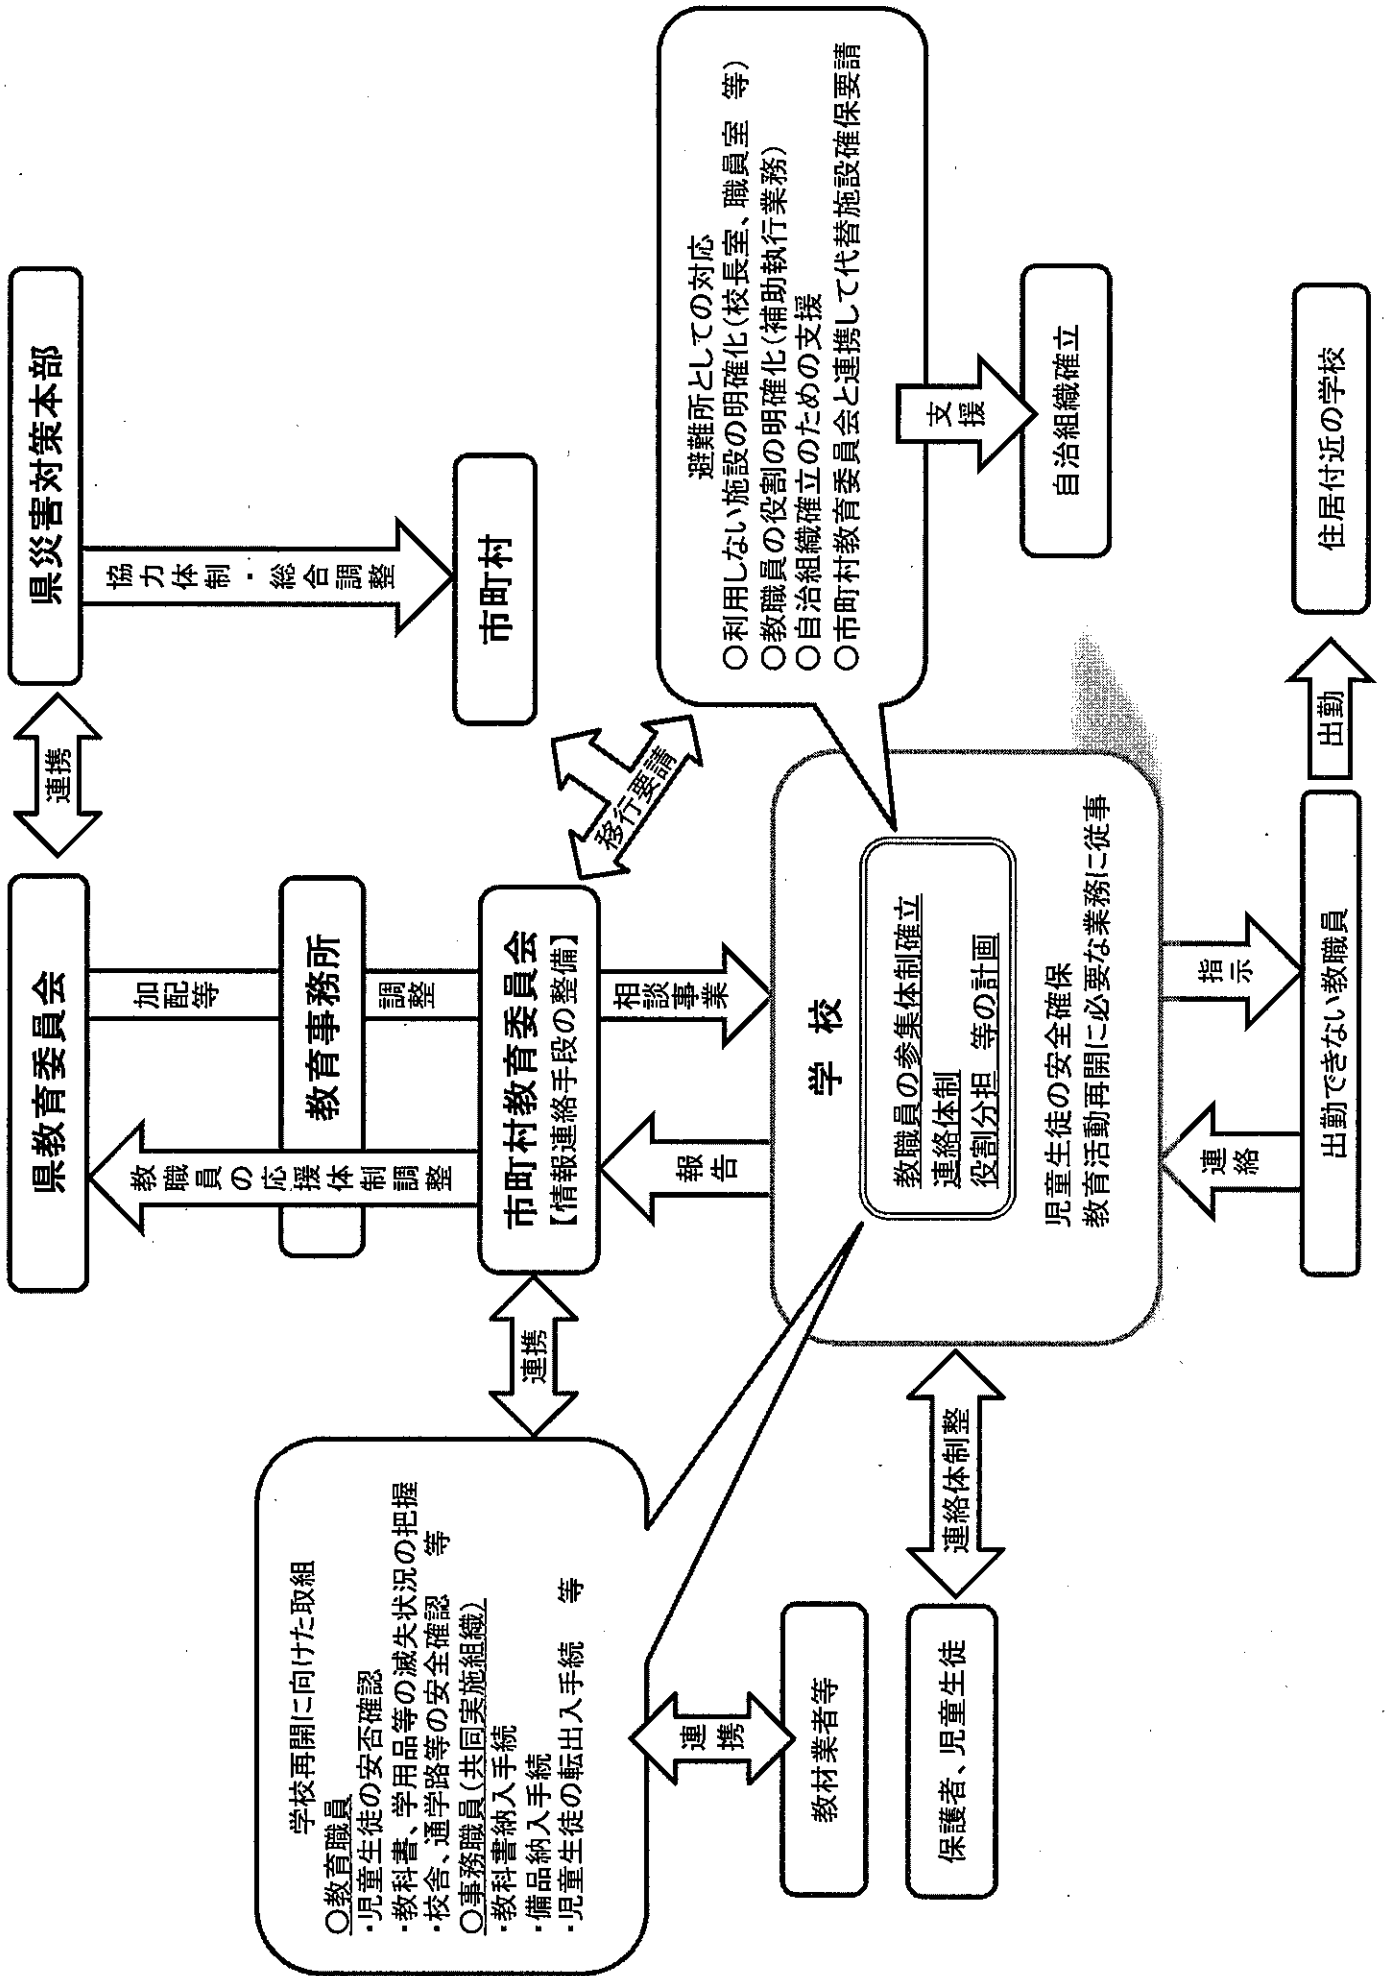 県教育委員会
連携
県災害対策本部
加配等
協力体制・総合調整
教育事務所
調整
教職員の応援体制調整
市町村教育委員会
【情報連絡手段の整備】
市町村
移行要請
連携
学校再開に向けた取組
○教育職員
・児童生徒の安否確認
・教科書、学用品等の滅失状況の把握
・校舎、通学路等の安全確認　等
○事務職員(共同実施組織)
・教科書納入手続
・備品納入手続
・児童生徒の転出入手続　等
報告
相談事業
避難所としての対応
○利用しない施設の明確化(校長室、職員室　等)
○教職員の役割の明確化(補助執行業務)
○自治組織確立のための支援
○市町村教育委員会と連携して代替施設確保要請
学　校
教職員の参集体制確立
連絡体制
役割分担　等の計画
児童生徒の安全確保
教育活動再開に必要な業務に従事
連携
教材業者等
支援
自治組織確立
保護者、児童生徒
連絡体制整
連絡
指示
出勤できない教職員
出勤
住居付近の学校